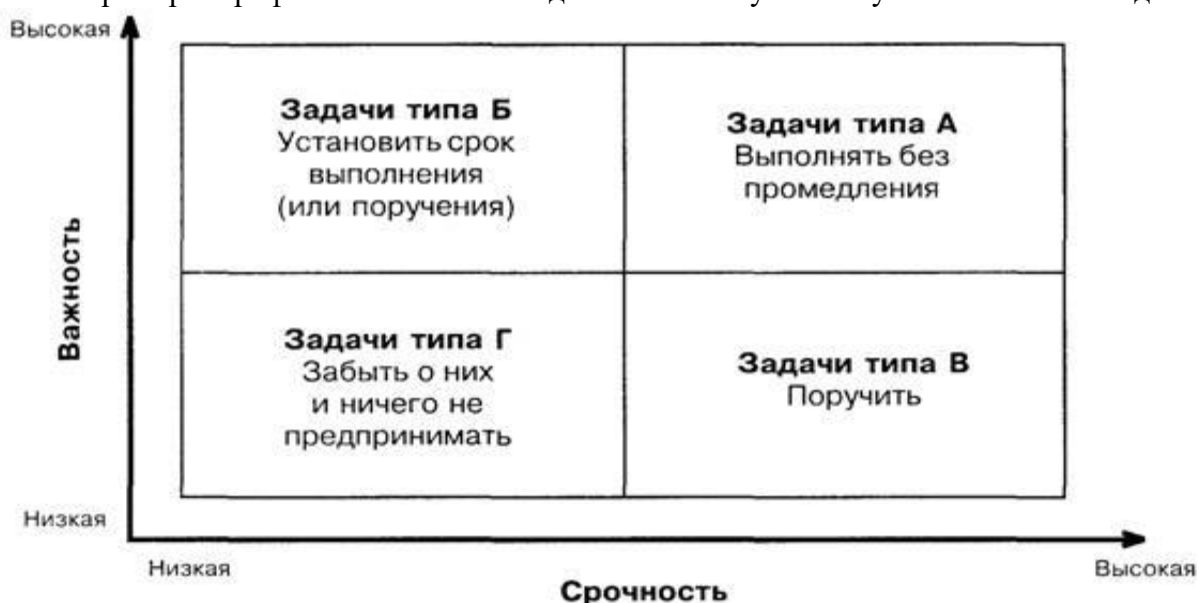 Высокая
Задачи типа Б
Установить срок
выполнения
(или поручения)
Задачи типа А
Выполнять без
промедления
Важность
Задачи типа Г
Забыть о них
и ничего не
предпринимать
Задачи типа В
Поручить
Низкая
Низкая
Высокая
Срочность